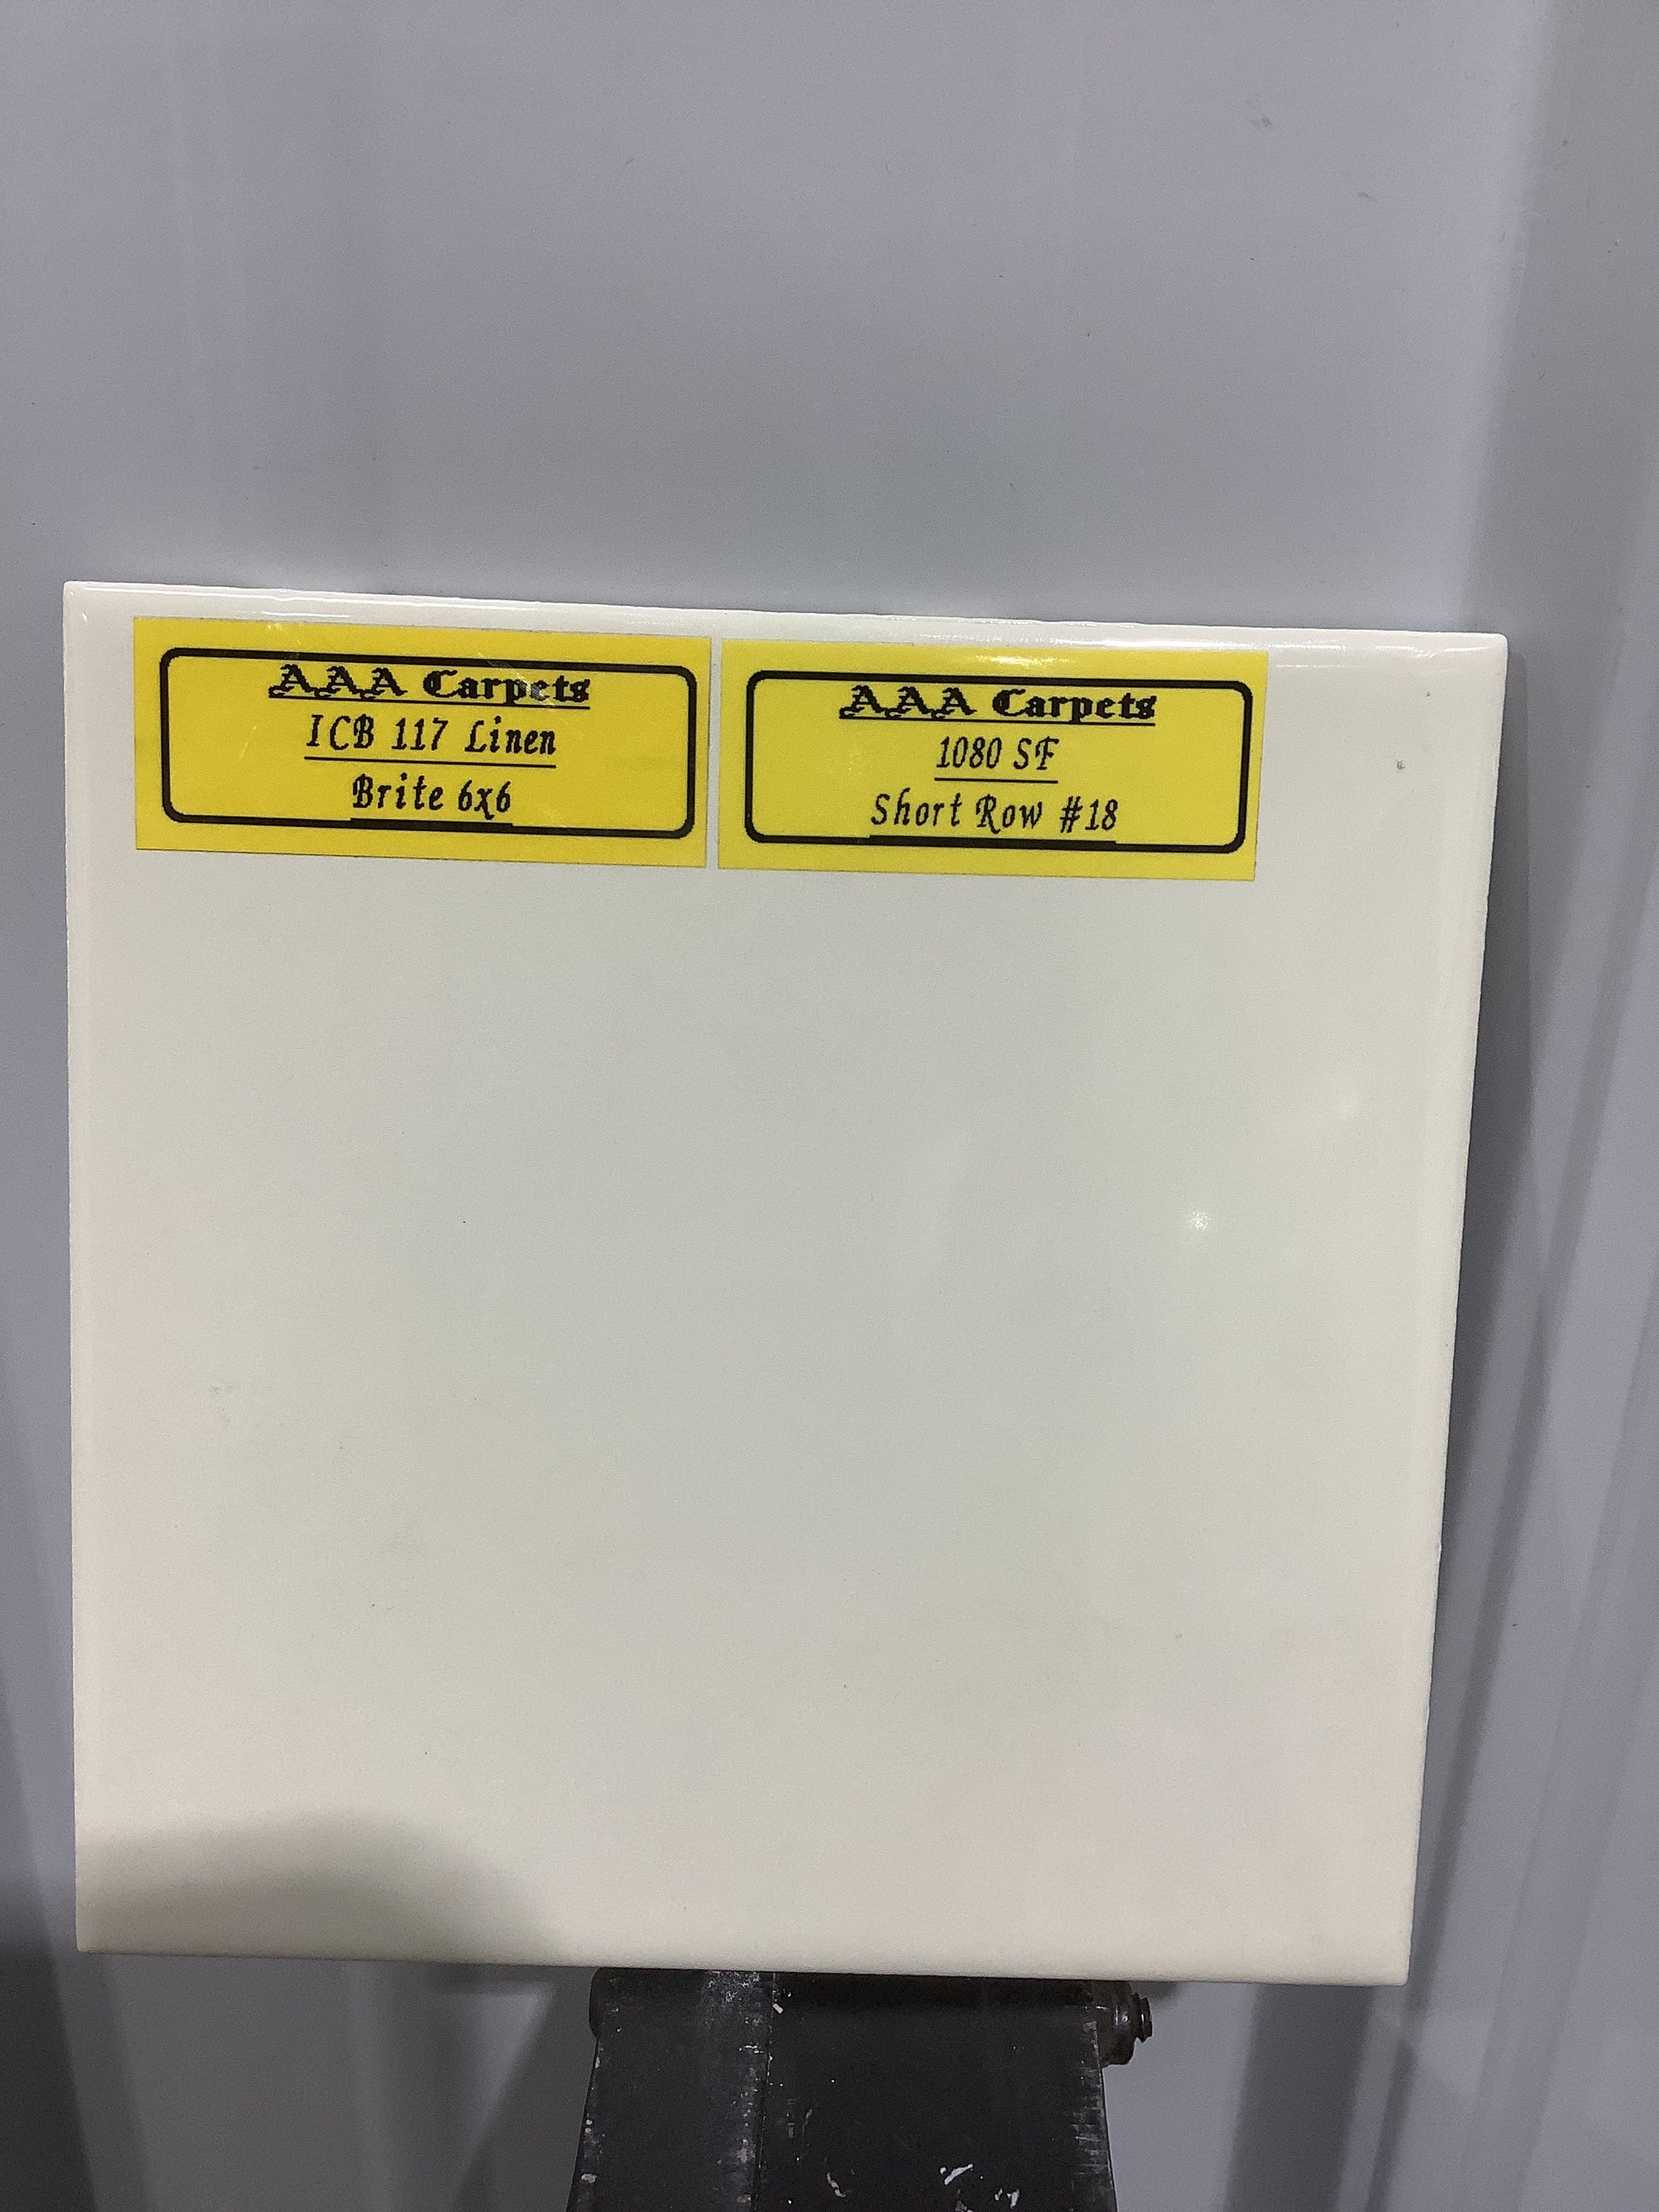 AAA Carpets
ICB 117 Linen
Brite 6x6
AAA Carpets
1080 SF
Short Row #18